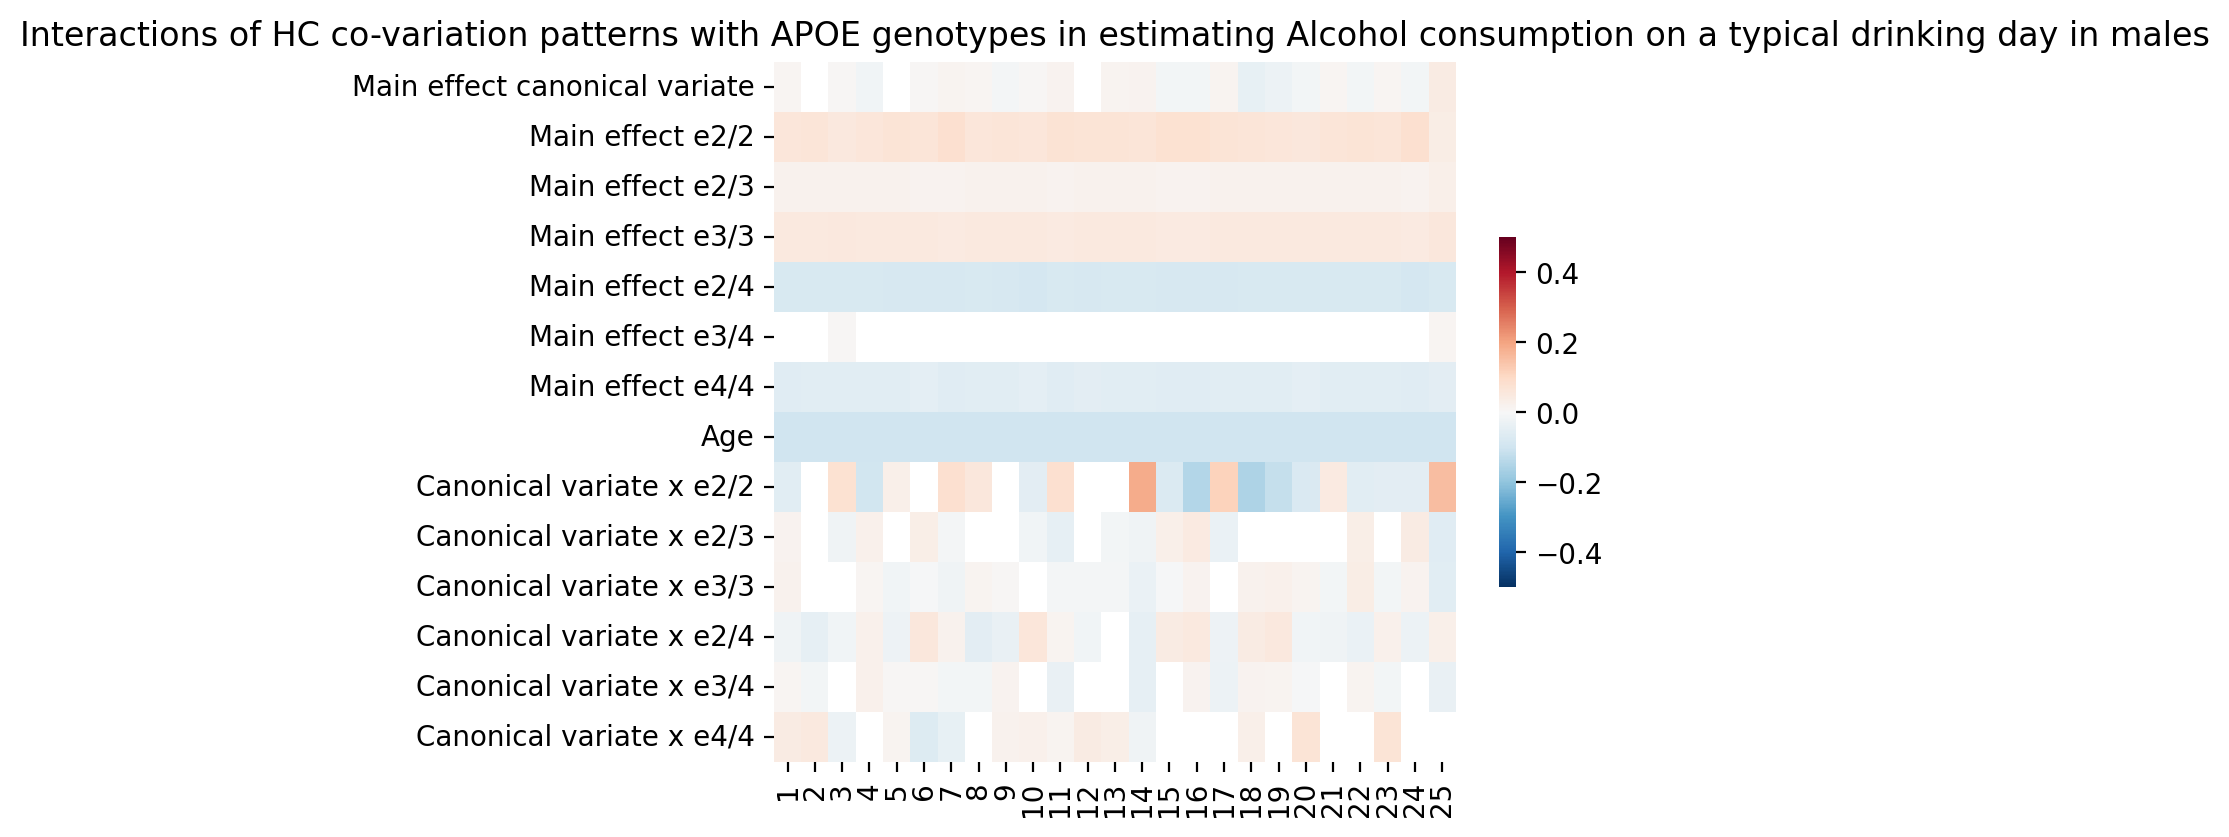 Interactions of HC co-variation patterns with APOE genotypes in estimating Alcohol consumption on a typical drinking day in males
Main effect canonical variate
Main effect e2/2
Main effect e2/3
Main effect e3/3
Main effect e2/4
Main effect e3/4
Main effect e4/4
Age
Canonical variate x e2/2
Canonical variate x e2/3
Canonical variate x e3/3
Canonical variate x e2/4
Canonical variate x e3/4
Canonical variate x e4/4
1 2 3 4 5 6 7 8 9 10 11 12 13 14 15 16 17 18 19 20 21 22 23 24 25
0.4
0.2
0.0
−0.2
−0.4